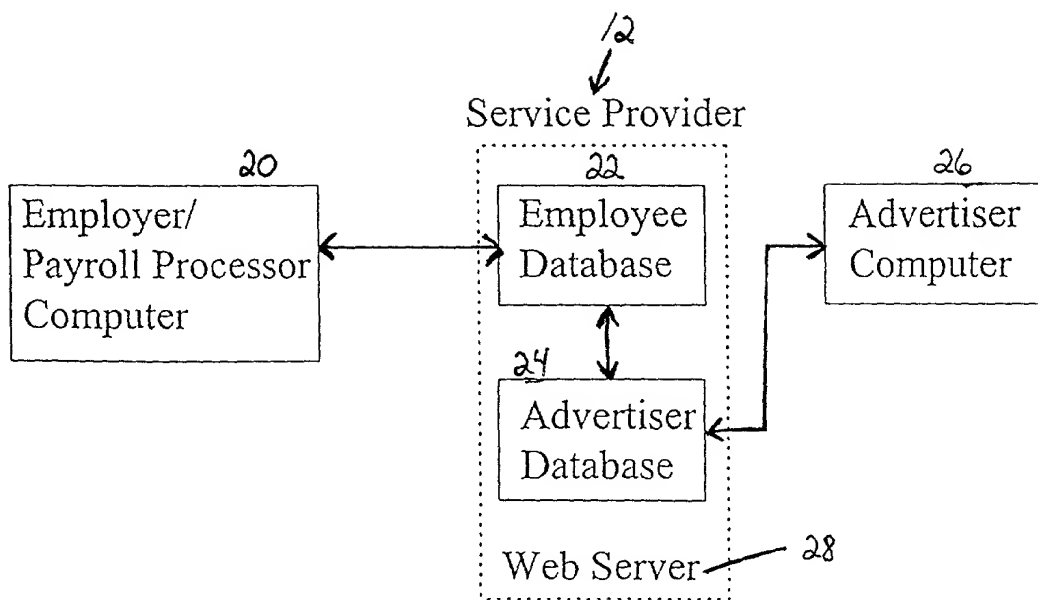 12
Service Provider
20
Employer/
Payroll Processor
Computer
22
Employee
Database
26
Advertiser
Computer
24
Advertiser
Database
Web Server
28